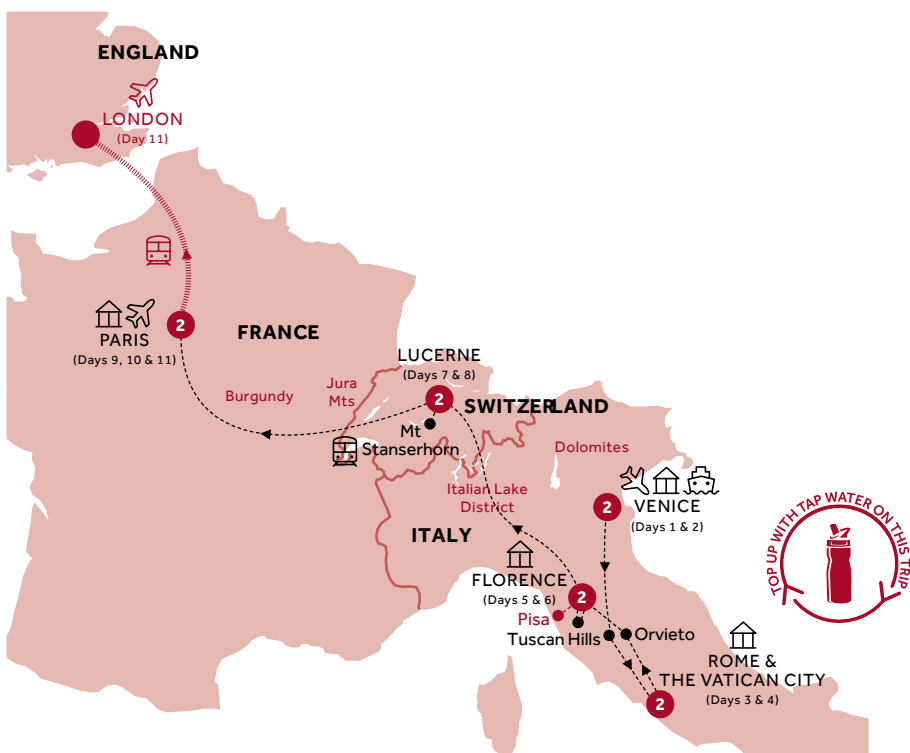 ENGLAND
LONDON
(Day 11)
2
PARIS
(Days 9, 10 & 11)
FRANCE
Burgundy
Jura
Mts
LUCERNE
(Days 7 & 8)
2
SWITZERLAND
Mt
Stanserhorn
Dolomites
Italian Lake
District
VENICE
2
(Days 1 & 2)
ITALY
FLORENCE
(Days 5 & 6)
2
Pisa
Tuscan Hills
Orvieto
ROME &
THE VATICAN CITY
(Days 3 & 4)
2
TOP UP WITH TAP WATER ON THIS TRIP